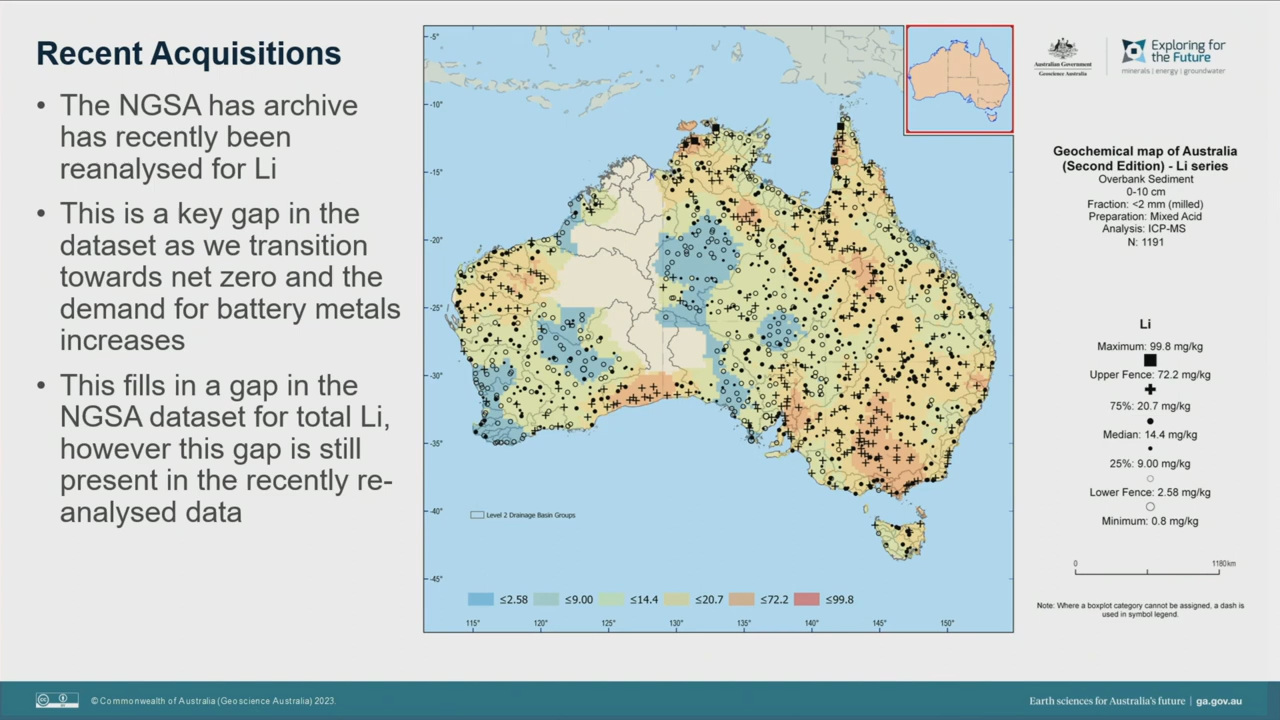 Recent Acquisitions
• The NGSA has archive
has recently been
reanalysed for Li
• This is a key gap in the
dataset as we transition
towards net zero and the
demand for battery metals
increases
• This fills in a gap in the
NGSA dataset for total Li,
however this gap is still
present in the recently re-
analysed data
-5°
-10°
-15°
-20°
-25°
-30°
-35°
-40°
-45°
Level 2 Drainage Basin Groups
≤2.58 ≤9.00 ≤14.4 ≤20.7 ≤72.2 ≤99.8
115° 120° 125° 130° 135° 140° 145° 150°
Australian Government
Geoscience Australia
Exploring for
the Future
minerals | energy | groundwater
Geochemical map of Australia
(Second Edition) - Li series
Overbank Sediment
0-10 cm
Fraction: <2 mm (milled)
Preparation: Mixed Acid
Analysis: ICP-MS
N: 1191
Li
Maximum: 99.8 mg/kg
Upper Fence: 72.2 mg/kg
75%: 20.7 mg/kg
Median: 14.4 mg/kg
25%: 9.00 mg/kg
Lower Fence: 2.58 mg/kg
Minimum: 0.8 mg/kg
0 1180km
Note: Where a boxplot category cannot be assigned, a dash is
used in symbol legend.
cc BY
© Commonwealth of Australia (Geoscience Australia) 2023.
Earth sciences for Australia's future | ga.gov.au